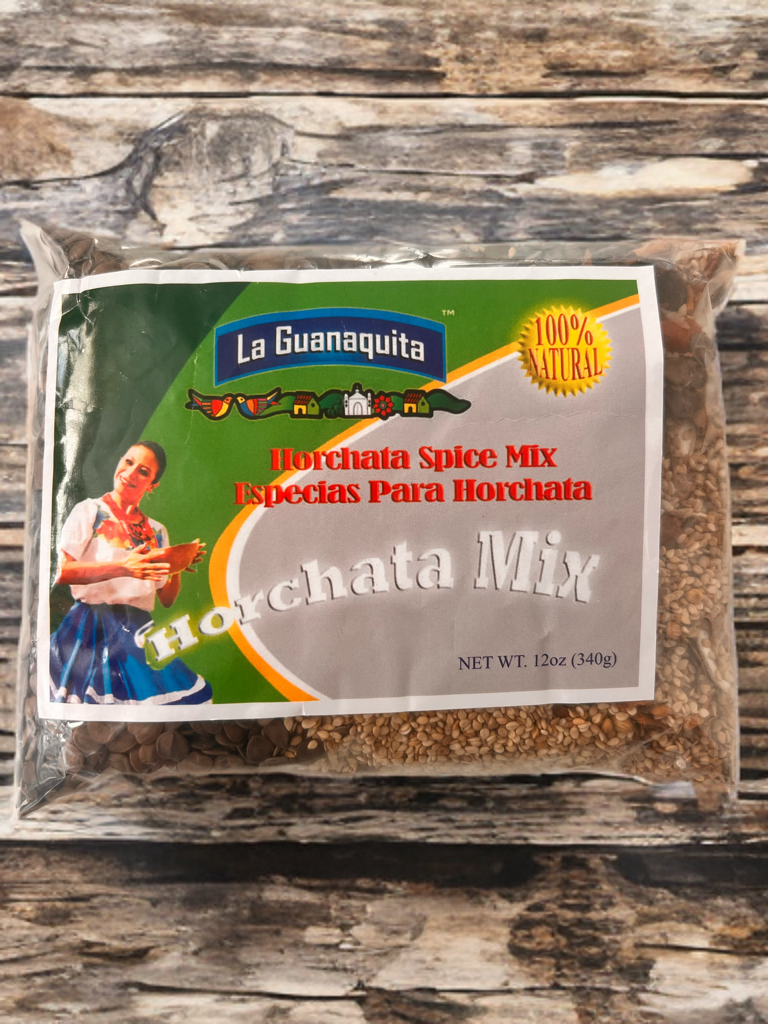 La Guanaquita
TM
100%
NATURAL
Horchata Spice Mix
Especias Para Horchata
Horchata Mix
NET WT. 12oz (340g)